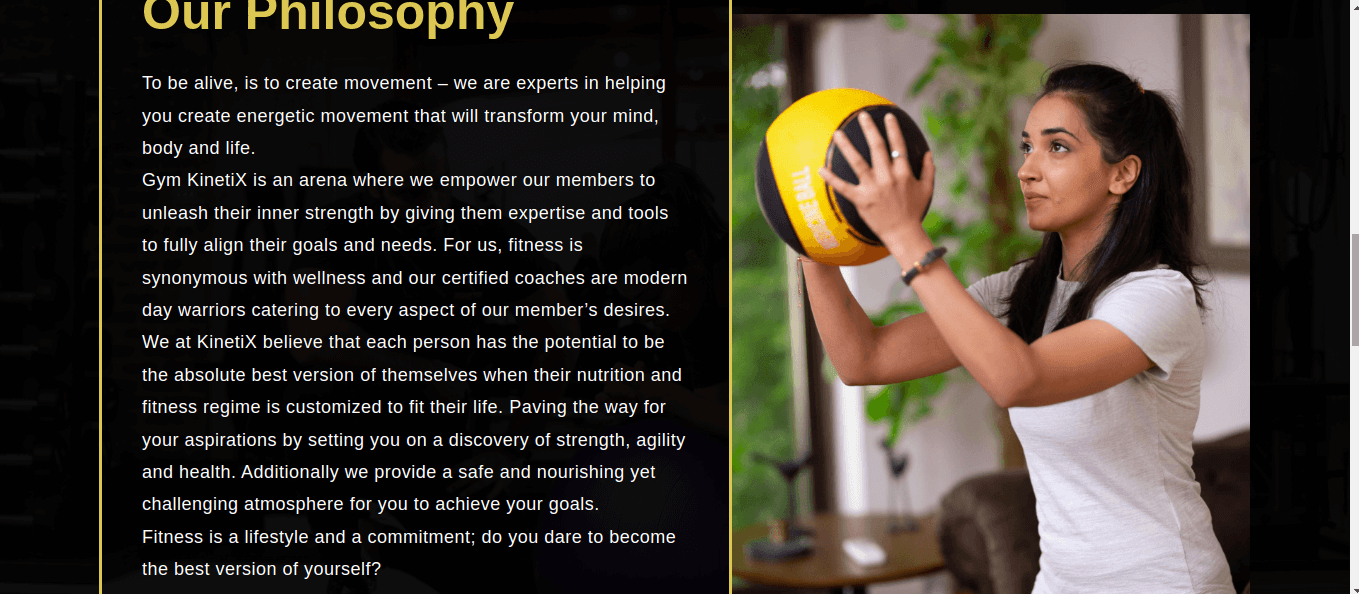 Our Philosophy
To be alive, is to create movement – we are experts in helping
you create energetic movement that will transform your mind,
body and life.
Gym KinetiX is an arena where we empower our members to
unleash their inner strength by giving them expertise and tools
to fully align their goals and needs. For us, fitness is
synonymous with wellness and our certified coaches are modern
day warriors catering to every aspect of our member’s desires.
We at KinetiX believe that each person has the potential to be
the absolute best version of themselves when their nutrition and
fitness regime is customized to fit their life. Paving the way for
your aspirations by setting you on a discovery of strength, agility
and health. Additionally we provide a safe and nourishing yet
challenging atmosphere for you to achieve your goals.
Fitness is a lifestyle and a commitment; do you dare to become
the best version of yourself?